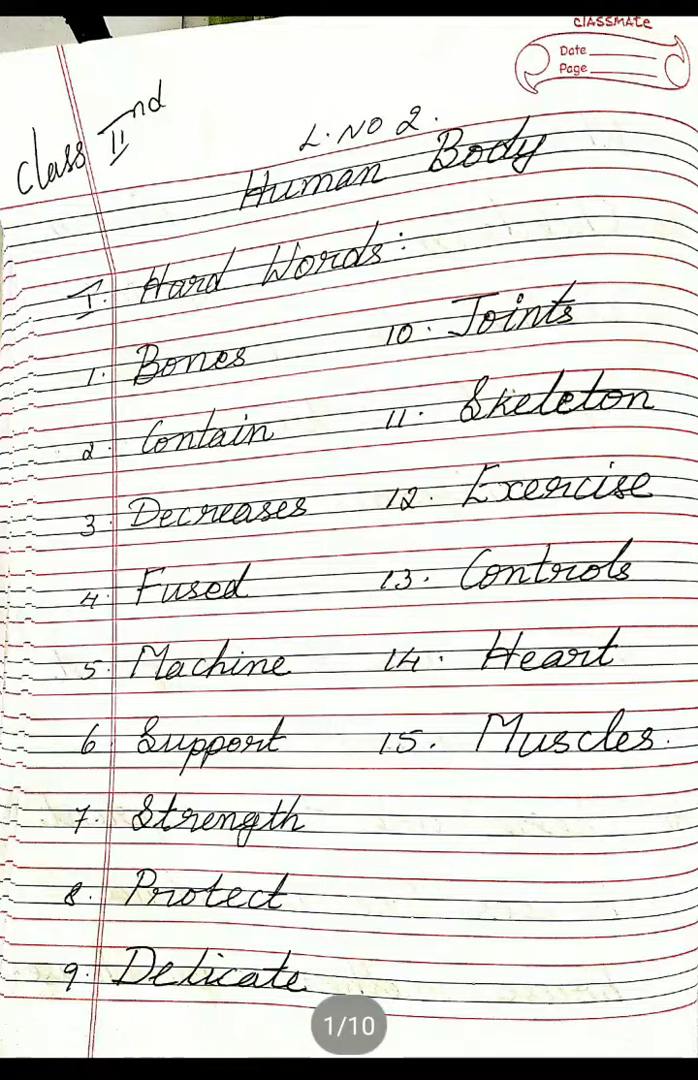 CLASSMATE
Date
Page
Class IInd
L.NO 2.
Human Body
I. Hard Words:
1. Bones
2. Contain
3. Decreases
4. Fused
5. Machine
6. Support
7. Strength
8. Protect
9. Delicate
10. Joints
11. Skeleton
12. Exercise
13. Controls
14. Heart
15. Muscles.
1/10